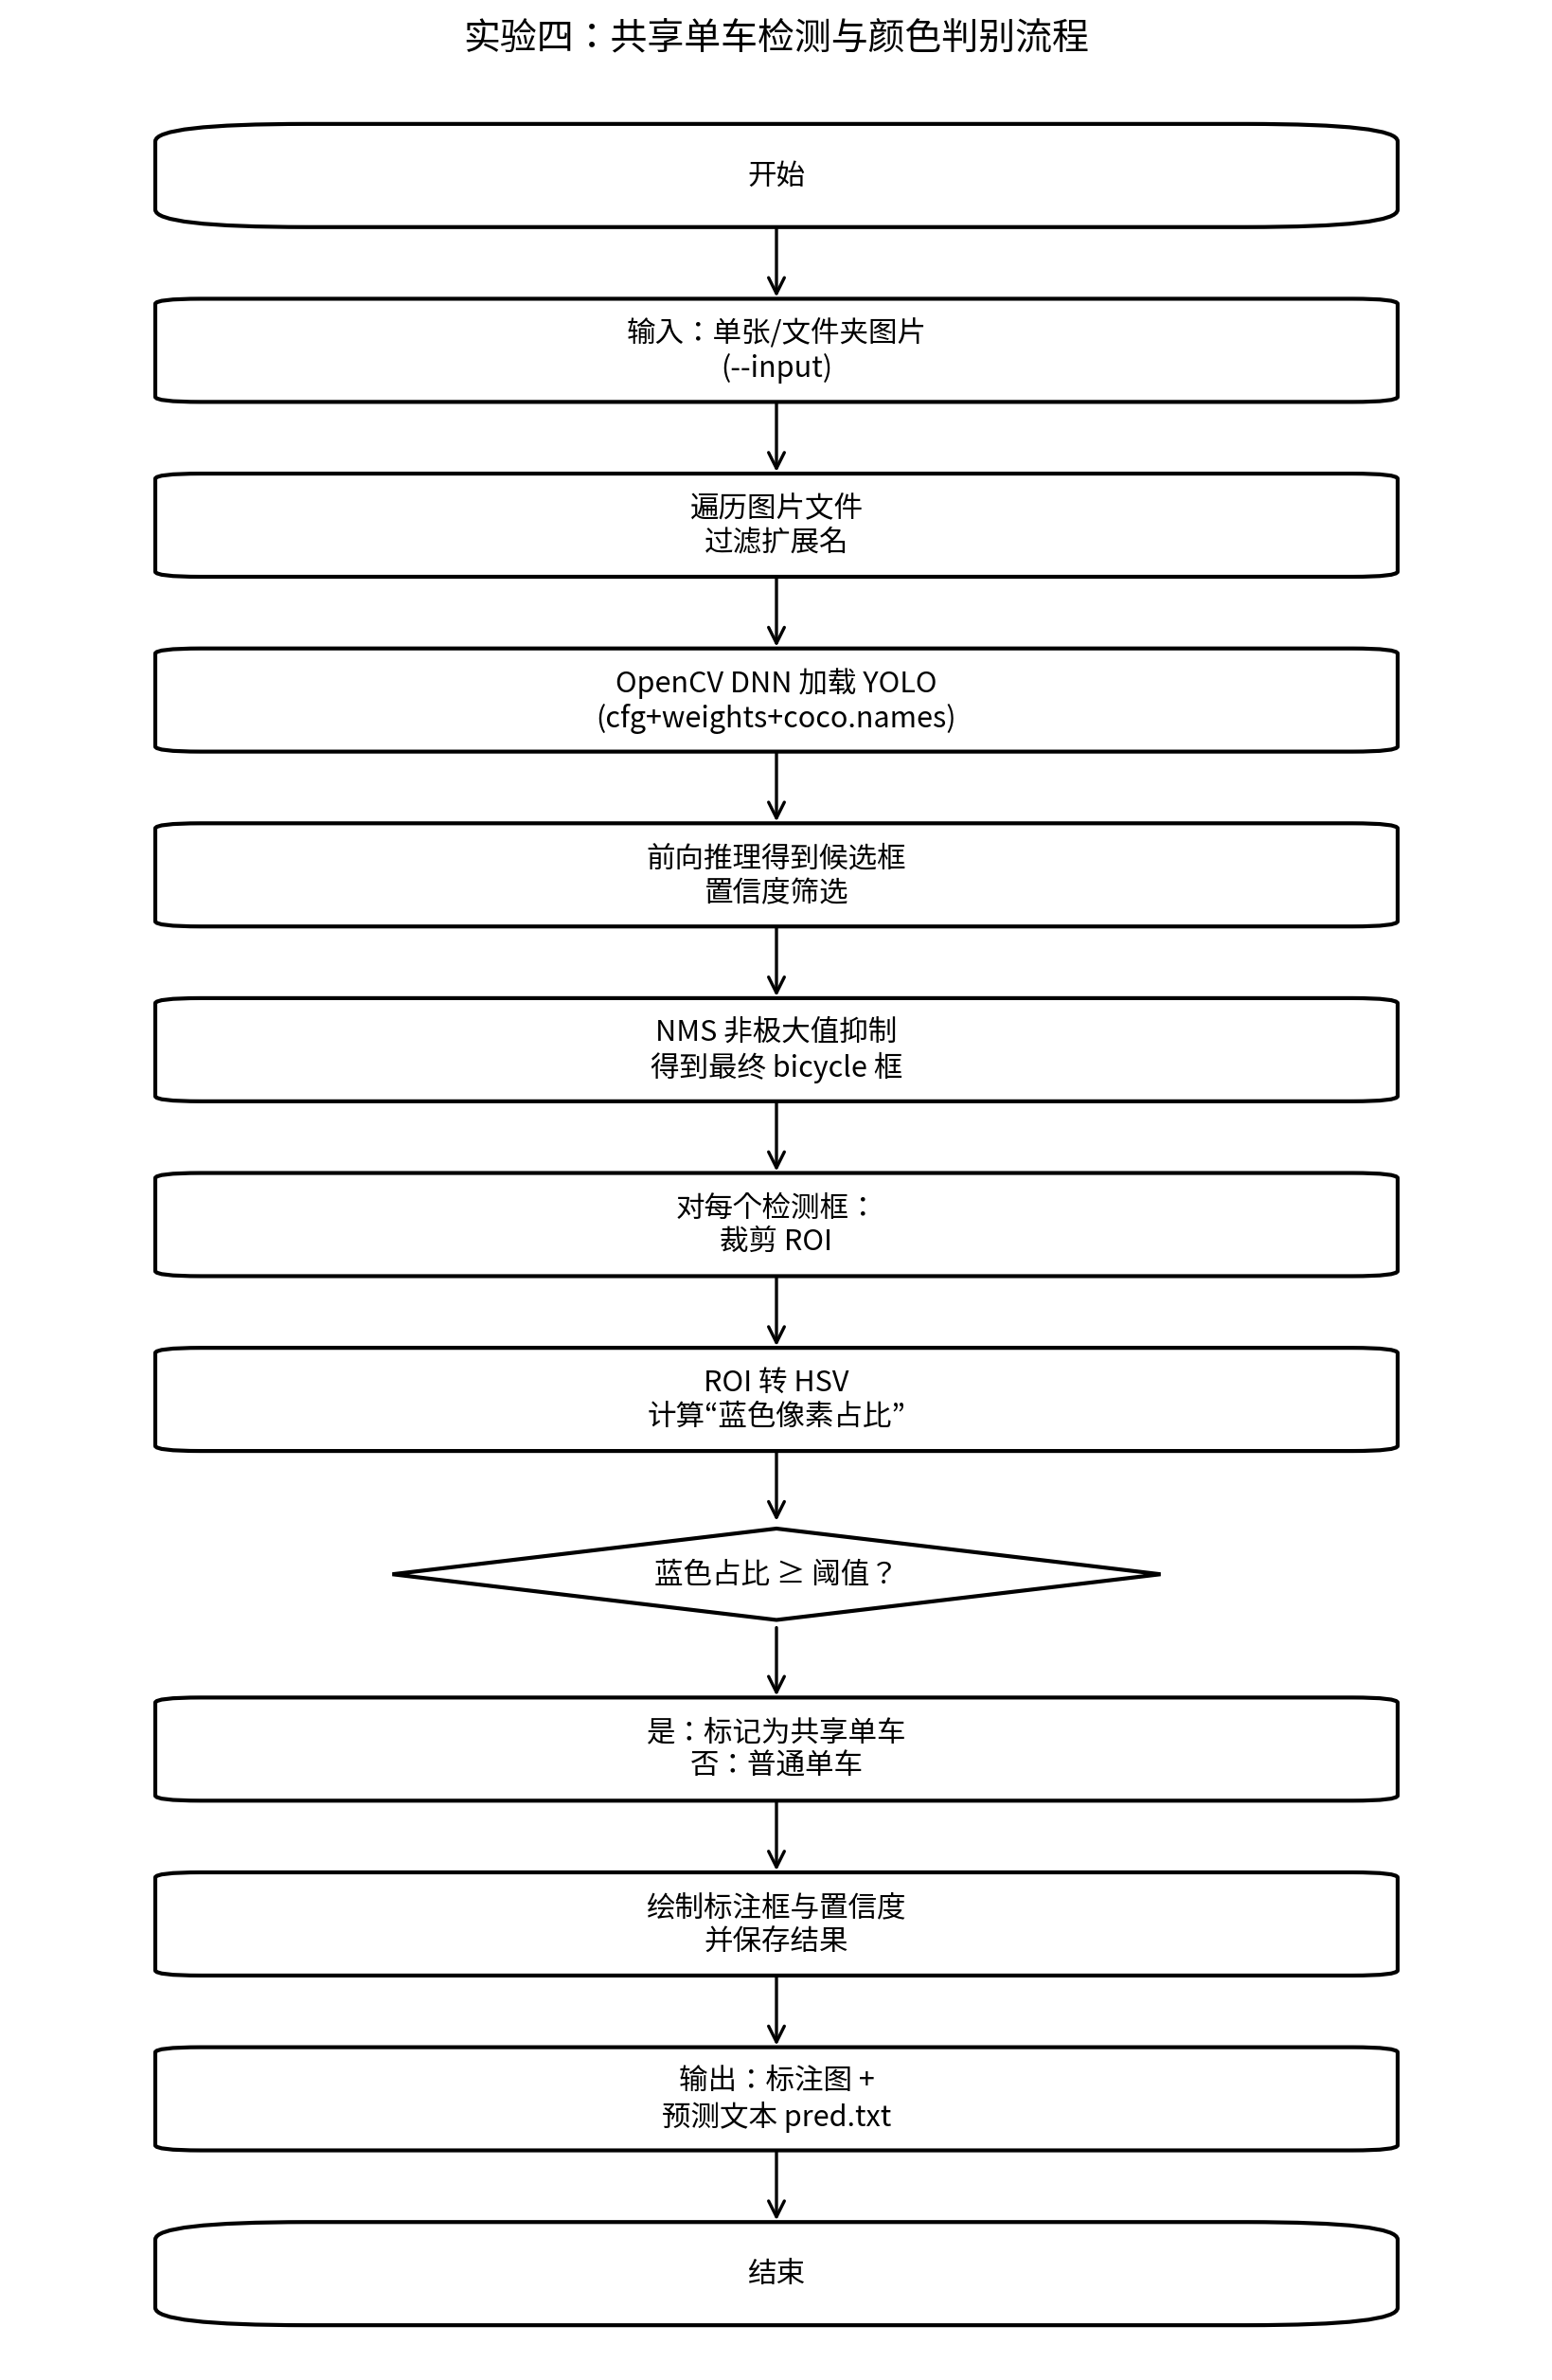 实验四：共享单车检测与颜色判别流程
开始
输入：单张/文件夹图片
(--input)
遍历图片文件
过滤扩展名
OpenCV DNN 加载 YOLO
(cfg+weights+coco.names)
前向推理得到候选框
置信度筛选
NMS 非极大值抑制
得到最终 bicycle 框
对每个检测框：
裁剪 ROI
ROI 转 HSV
计算“蓝色像素占比”
蓝色占比 ≥ 阈值？
是：标记为共享单车
否：普通单车
绘制标注框与置信度
并保存结果
输出：标注图 +
预测文本 pred.txt
结束